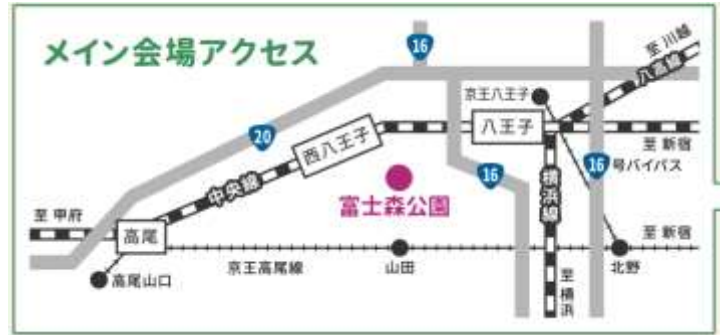 メイン会場アクセス
16
至 川越
八高線
京王八王子
20
八王子
西八王子
至 新宿
16
16号バイパス
中央線
横浜線
富士森公園
至 甲府
高尾
至 新宿
高尾山口
京王高尾線
山田
至横浜
北野